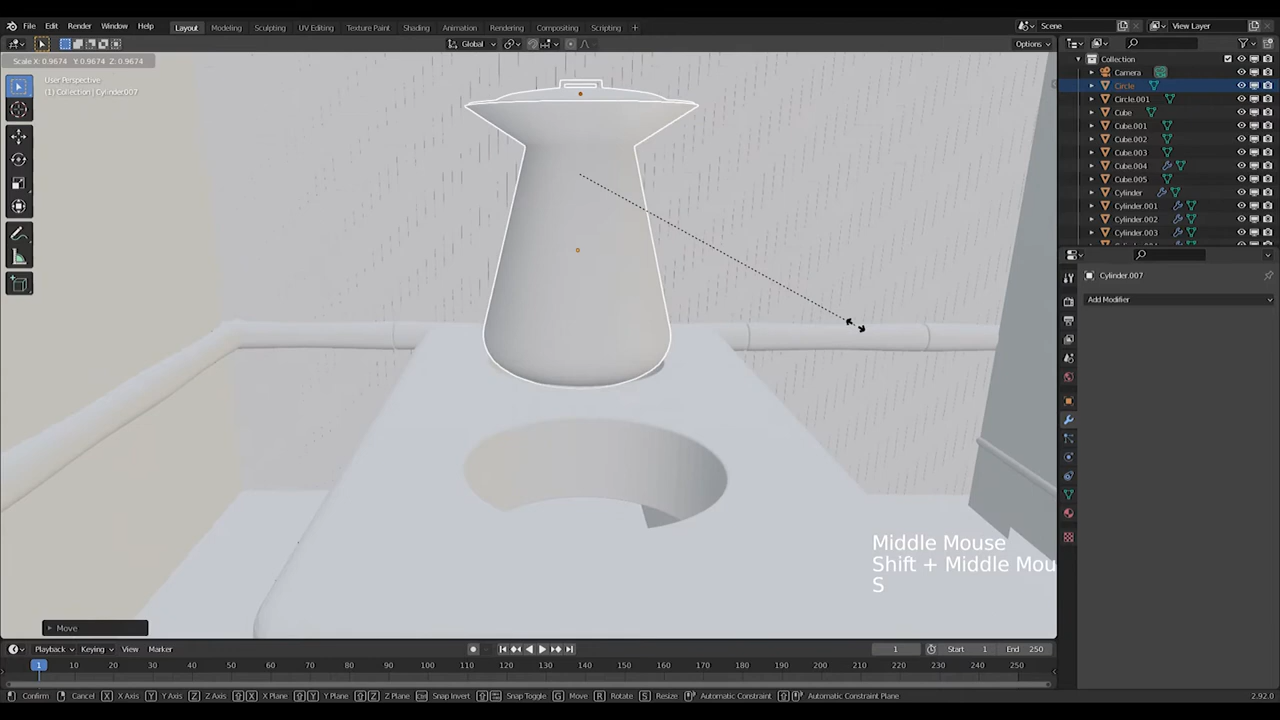 File Edit Render Window Help Layout Modeling Sculpting UV Editing Texture Paint Shading Animation Rendering Compositing Scripting + Scene View Layer
Global Options
Scale X: 0.9674 Y: 0.9674 Z: 0.9674
User Perspective
(1) Collection | Cylinder.007
Collection
Camera
Circle
Circle.001
Cube
Cube.001
Cube.002
Cube.003
Cube.004
Cube.005
Cylinder
Cylinder.001
Cylinder.002
Cylinder.003
Cylinder.007
Add Modifier
Middle Mouse
Shift + Middle Mou
S
Move
Playback Keying View Marker 1 Start 1 End 250
1 10 20 30 40 50 60 70 80 90 100 110 120 130 140 150 160 170 180 190 200 210 220 230 240 250
Confirm Cancel X X Axis Y Y Axis Z Z Axis X X Plane Y Y Plane Z Z Plane Snap Invert Snap Toggle G Move R Rotate S Resize Automatic Constraint Automatic Constraint Plane 2.92.0